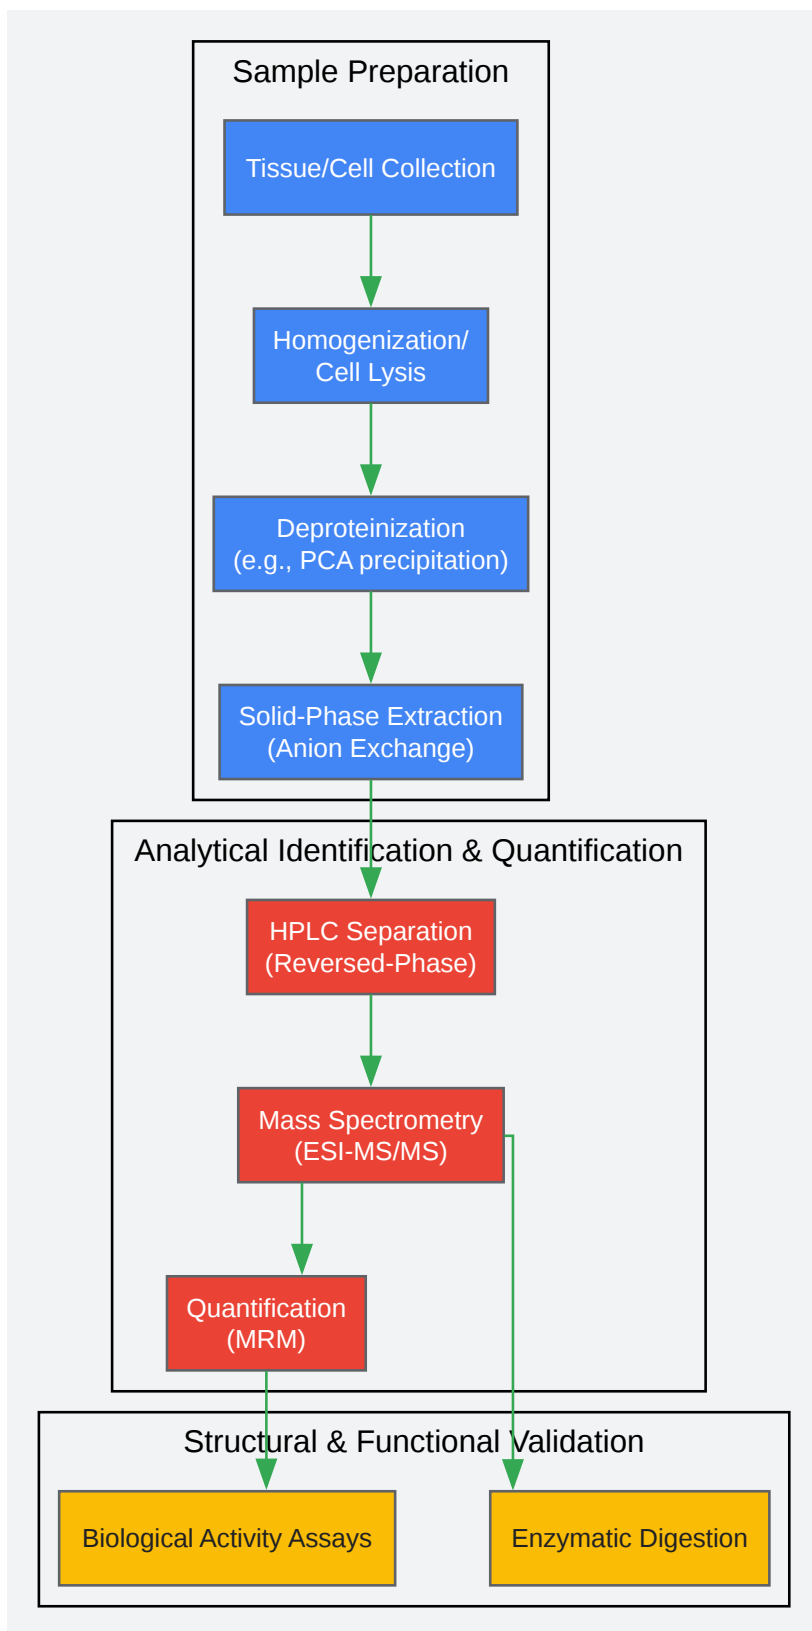 Sample Preparation
Tissue/Cell Collection
Homogenization/
Cell Lysis
Deproteinization
(e.g., PCA precipitation)
Solid-Phase Extraction
(Anion Exchange)
Analytical Identification & Quantification
HPLC Separation
(Reversed-Phase)
Mass Spectrometry
(ESI-MS/MS)
Quantification
(MRM)
Structural & Functional Validation
Biological Activity Assays
Enzymatic Digestion